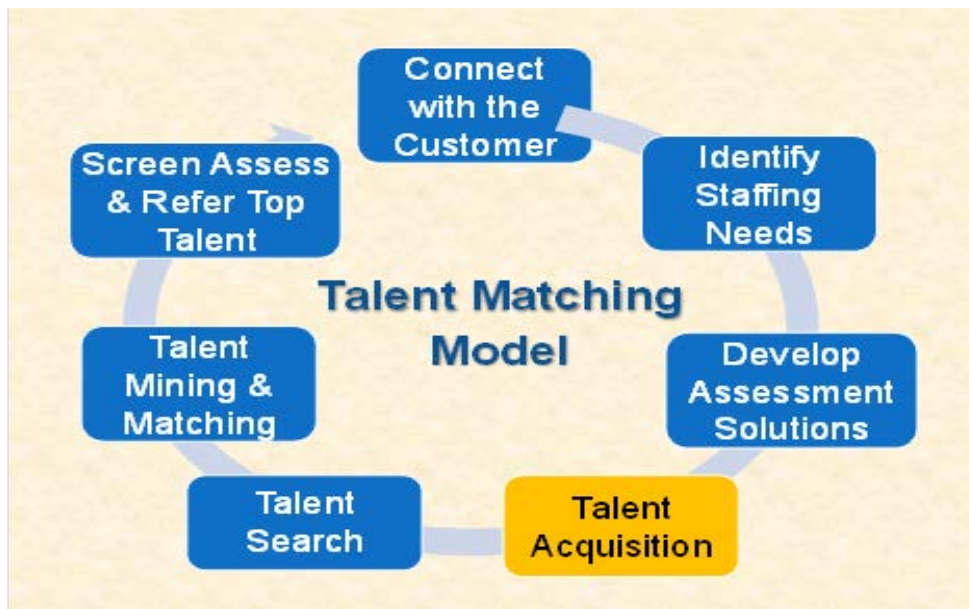 Connect
with the
Customer
Identify
Staffing
Needs
Develop
Assessment
Solutions
Talent
Acquisition
Talent
Search
Talent
Mining &
Matching
Screen Assess
& Refer Top
Talent
Talent Matching
Model